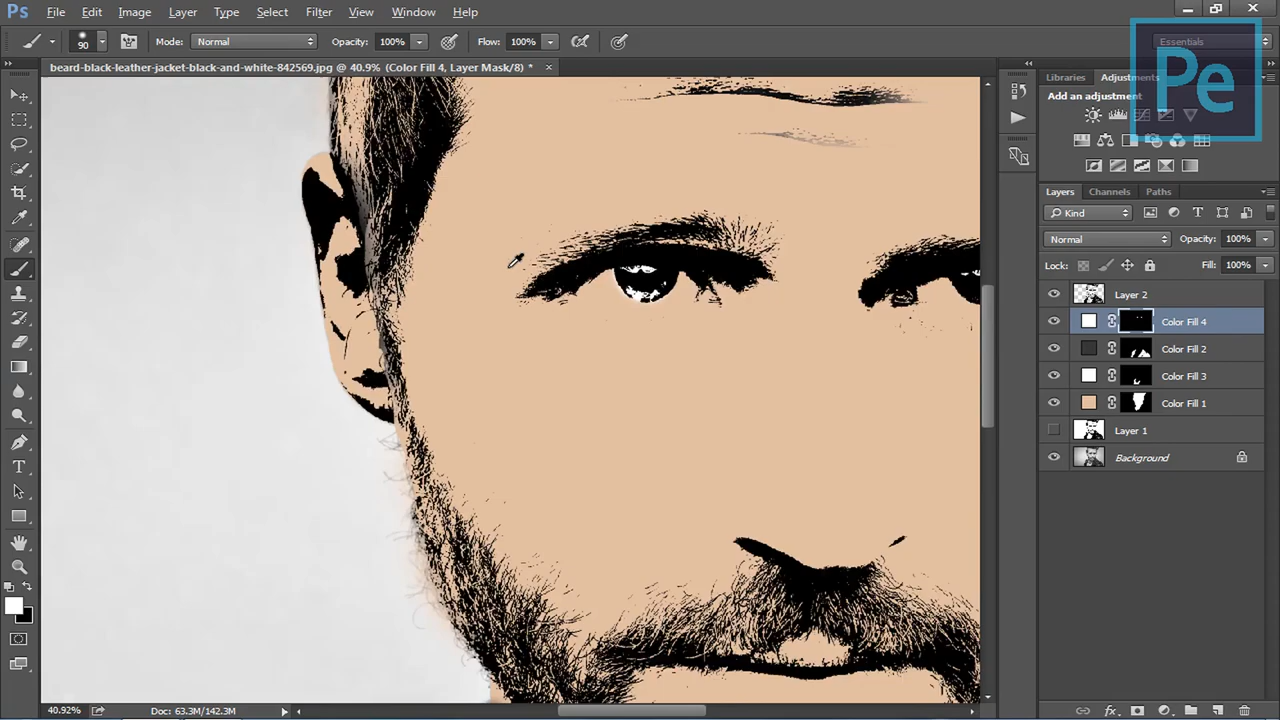 Ps File Edit Image Layer Type Select Filter View Window Help
90 Mode: Normal Opacity: 100% Flow: 100% Essentials
beard-black-leather-jacket-black-and-white-842569.jpg @ 40.9% (Color Fill 4, Layer Mask/8) *
Libraries Adjustments
Pe
Add an adjustment
Layers Channels Paths
Kind
Normal Opacity: 100%
Lock: Fill: 100%
Layer 2
Color Fill 4
Color Fill 2
Color Fill 3
Color Fill 1
Layer 1
Background
40.92% Doc: 63.3M/142.3M